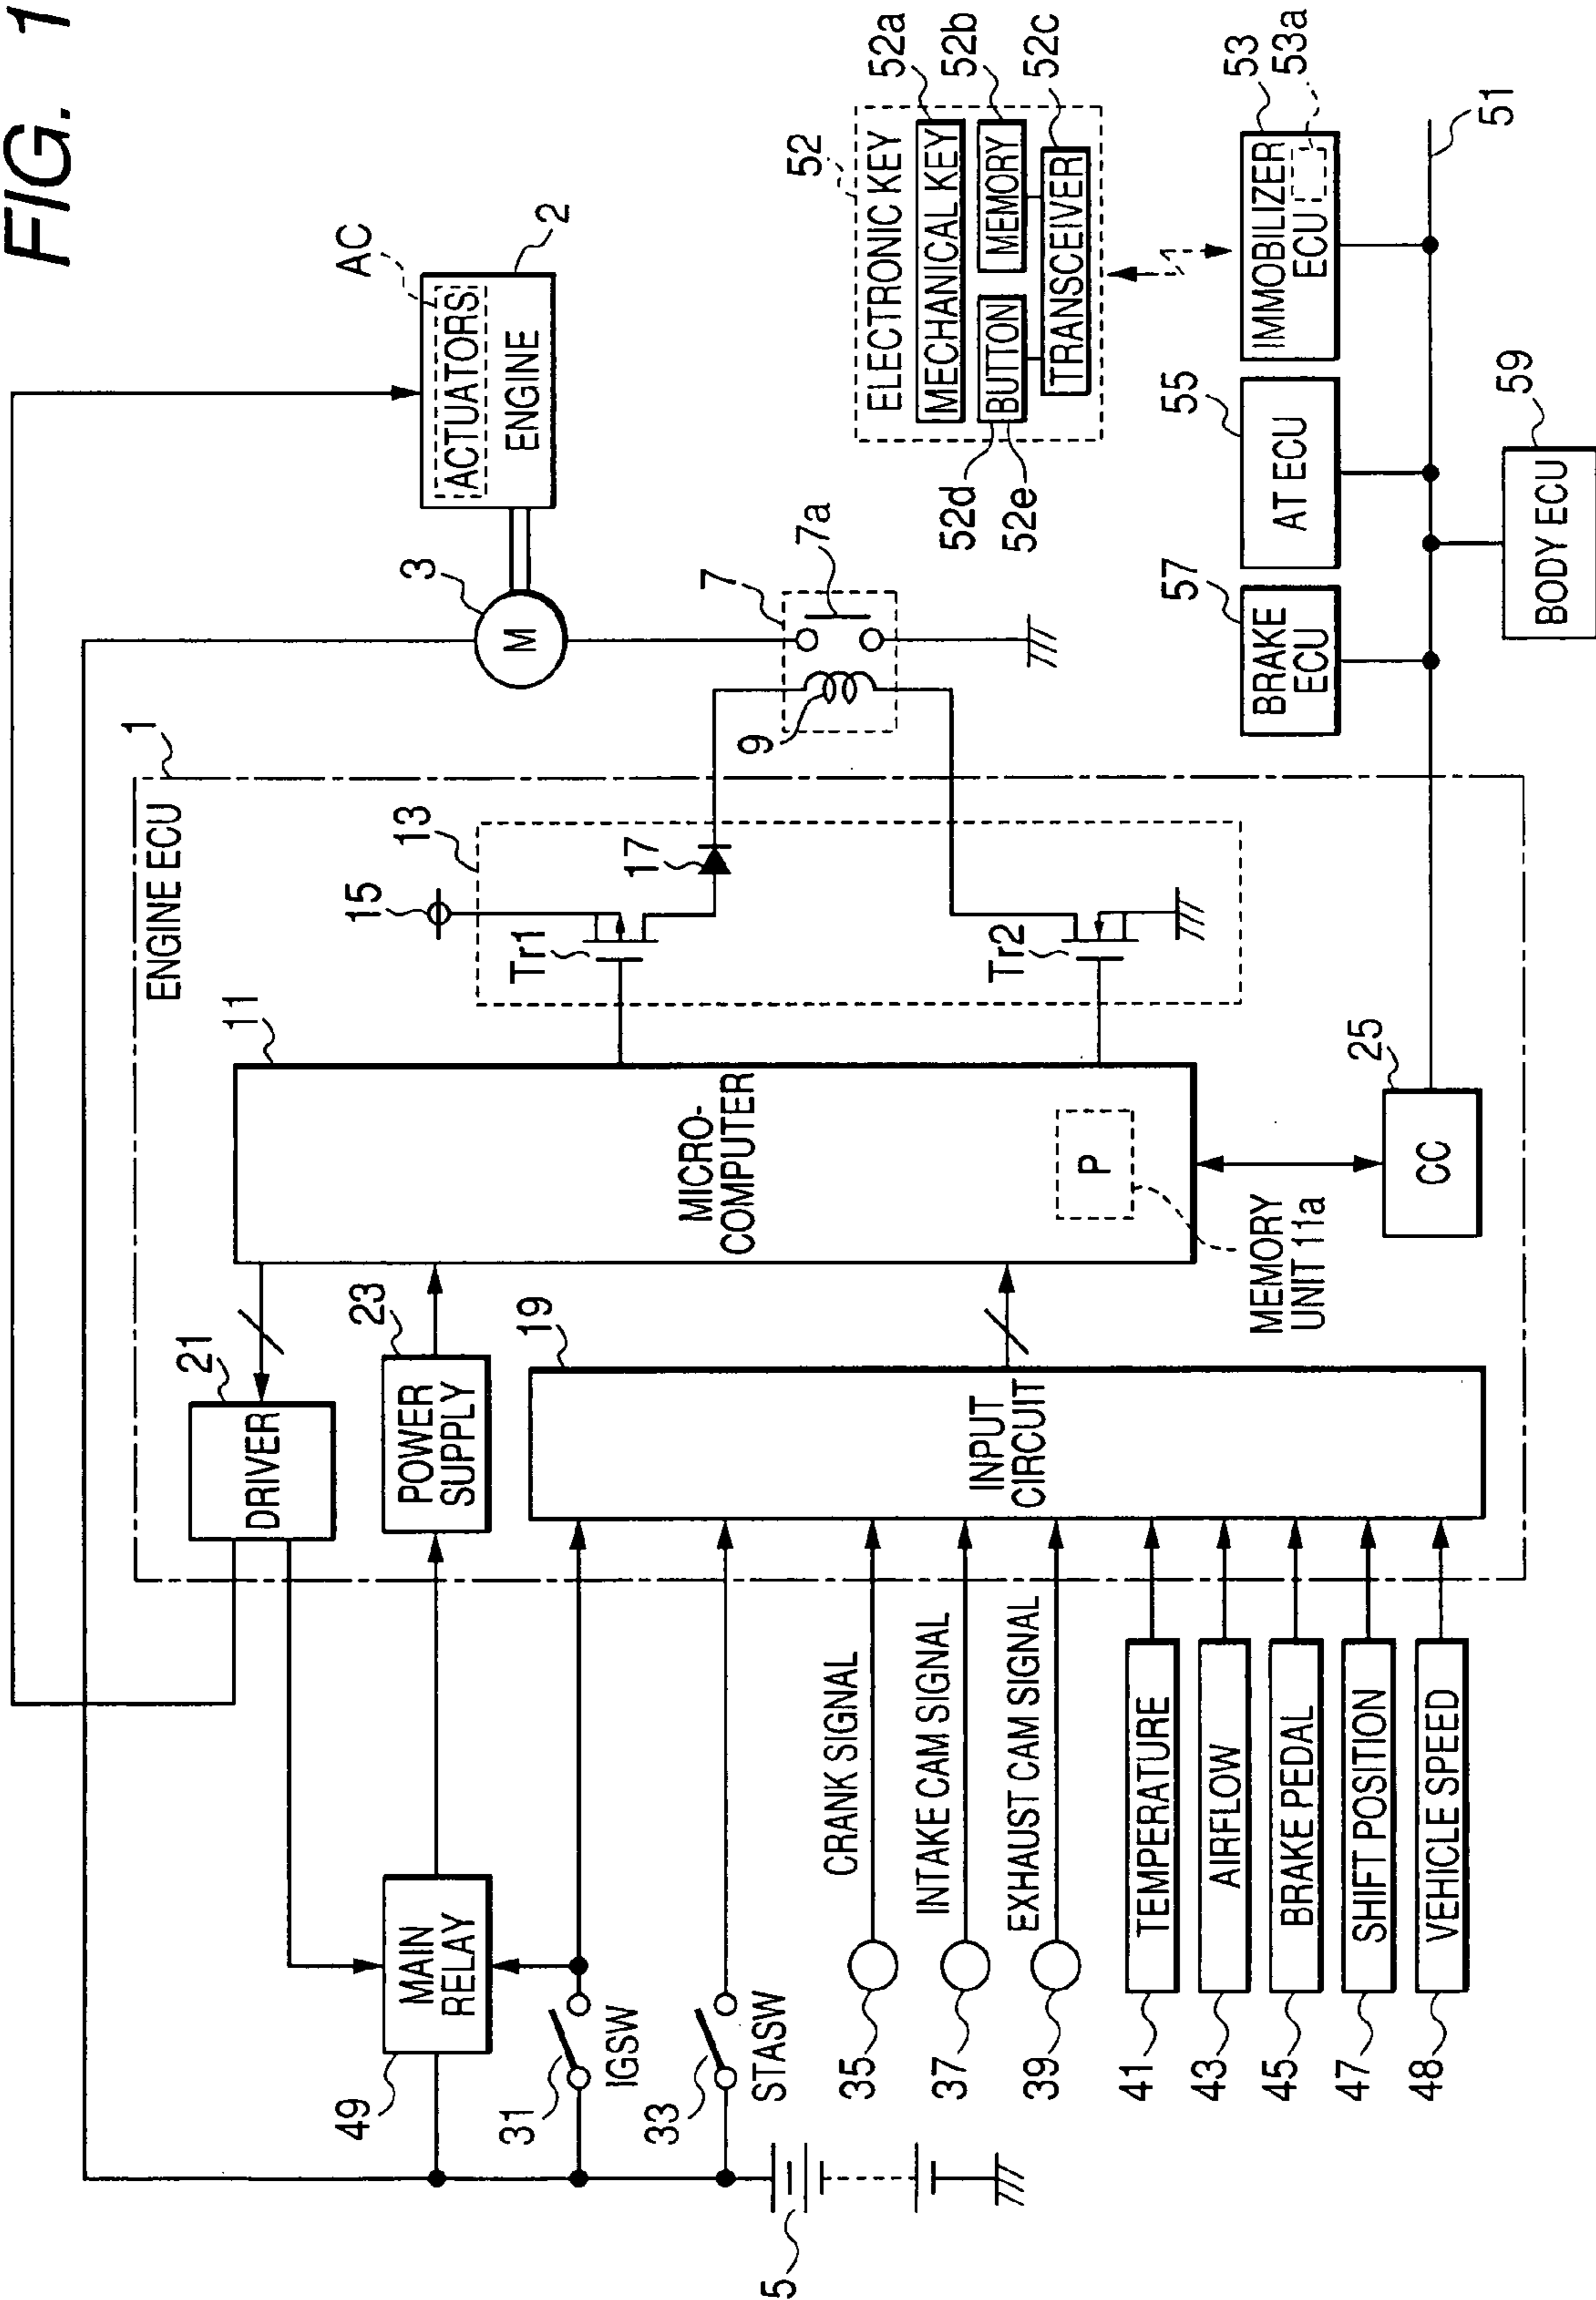 FIG. 1
ENGINE ECU
1
AC
ACTUATORS
ENGINE
2
3
M
7
7a
9
11
MICRO-
COMPUTER
P
MEMORY
UNIT 11a
13
15
17
Tr1
Tr2
21
DRIVER
23
POWER
SUPPLY
19
INPUT
CIRCUIT
25
CC
49
MAIN
RELAY
31
IGSW
33
STASW
5
35
CRANK SIGNAL
37
INTAKE CAM SIGNAL
39
EXHAUST CAM SIGNAL
41
TEMPERATURE
43
AIRFLOW
45
BRAKE PEDAL
47
SHIFT POSITION
48
VEHICLE SPEED
52
ELECTRONIC KEY
MECHANICAL KEY
52a
BUTTON
MEMORY
52b
TRANSCEIVER
52c
52d
52e
57
BRAKE
ECU
55
AT ECU
53
IMMOBILIZER
ECU
53a
51
59
BODY ECU